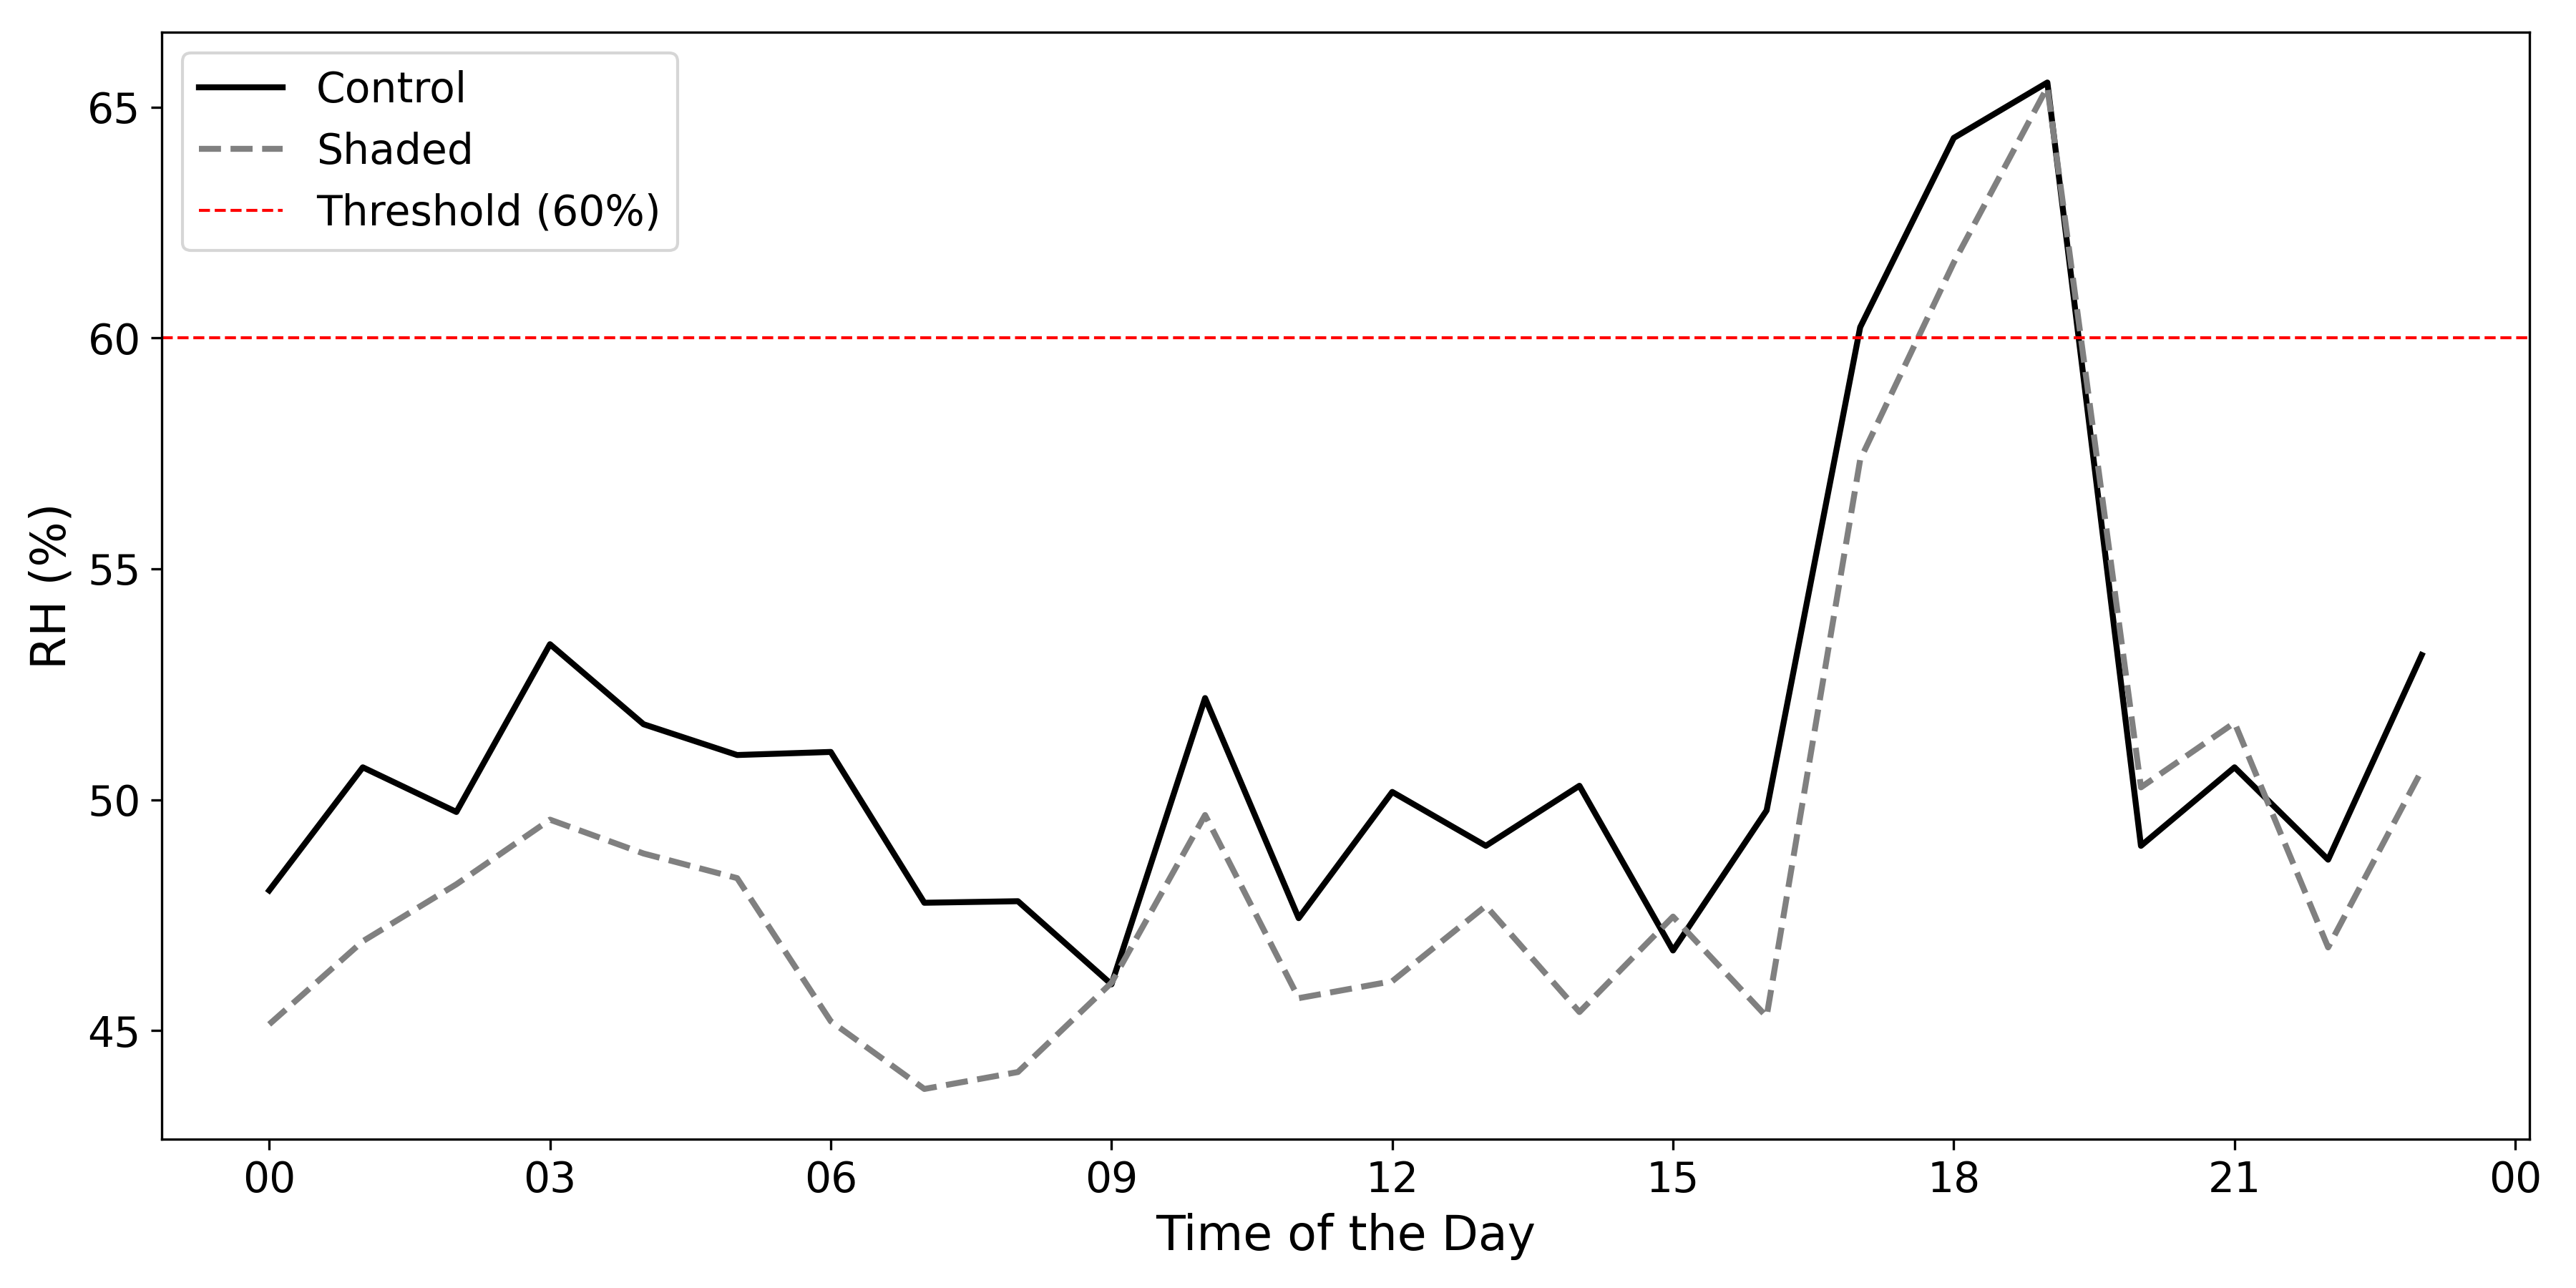 Control
Shaded
Threshold (60%)
RH (%)
65
60
55
50
45
00 03 06 09 12 15 18 21 00
Time of the Day